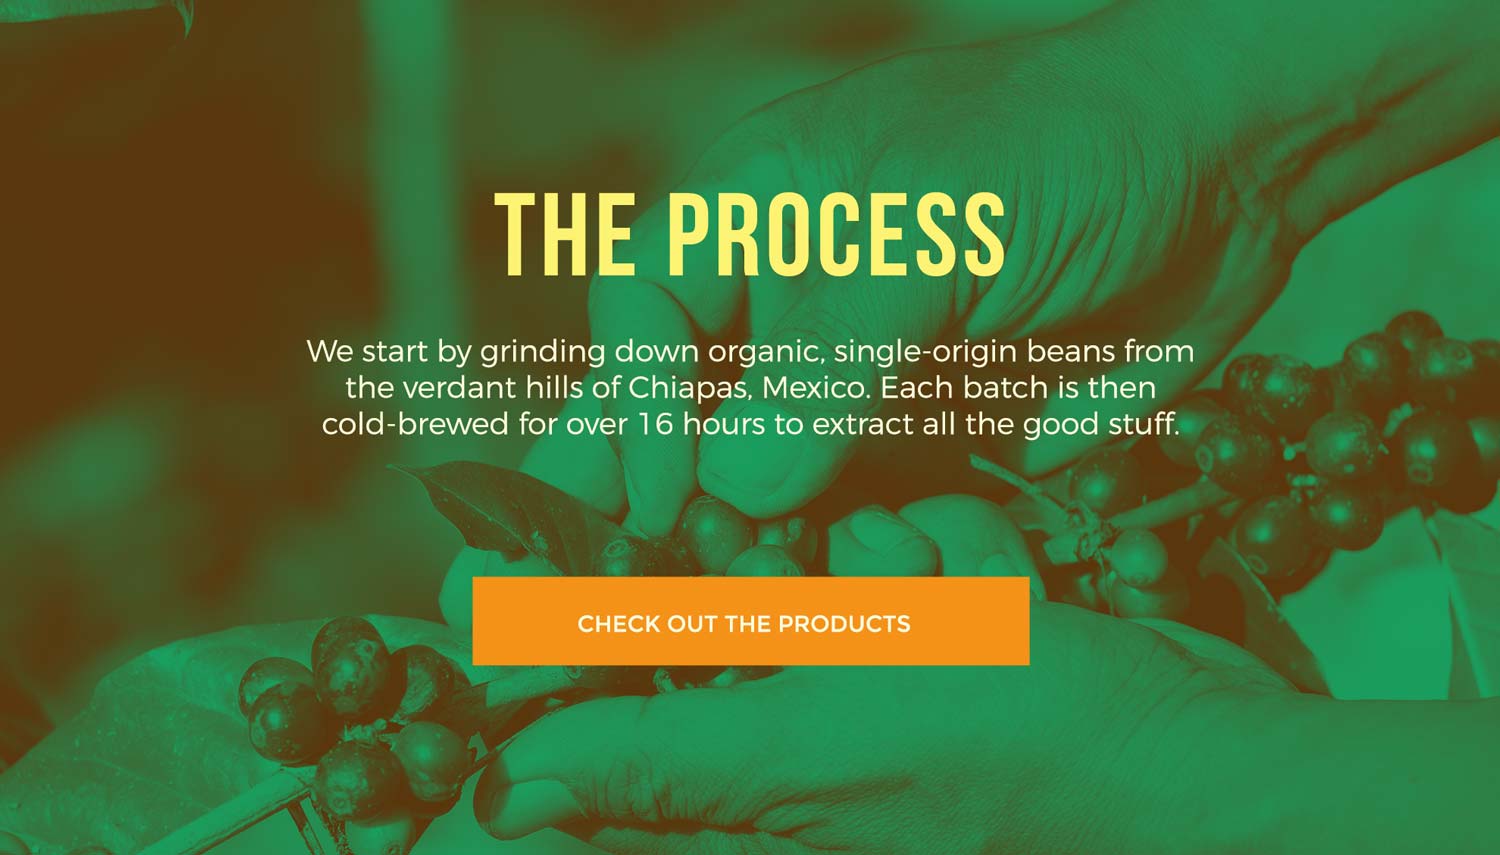 THE PROCESS
We start by grinding down organic, single-origin beans from
the verdant hills of Chiapas, Mexico. Each batch is then
cold-brewed for over 16 hours to extract all the good stuff.
CHECK OUT THE PRODUCTS